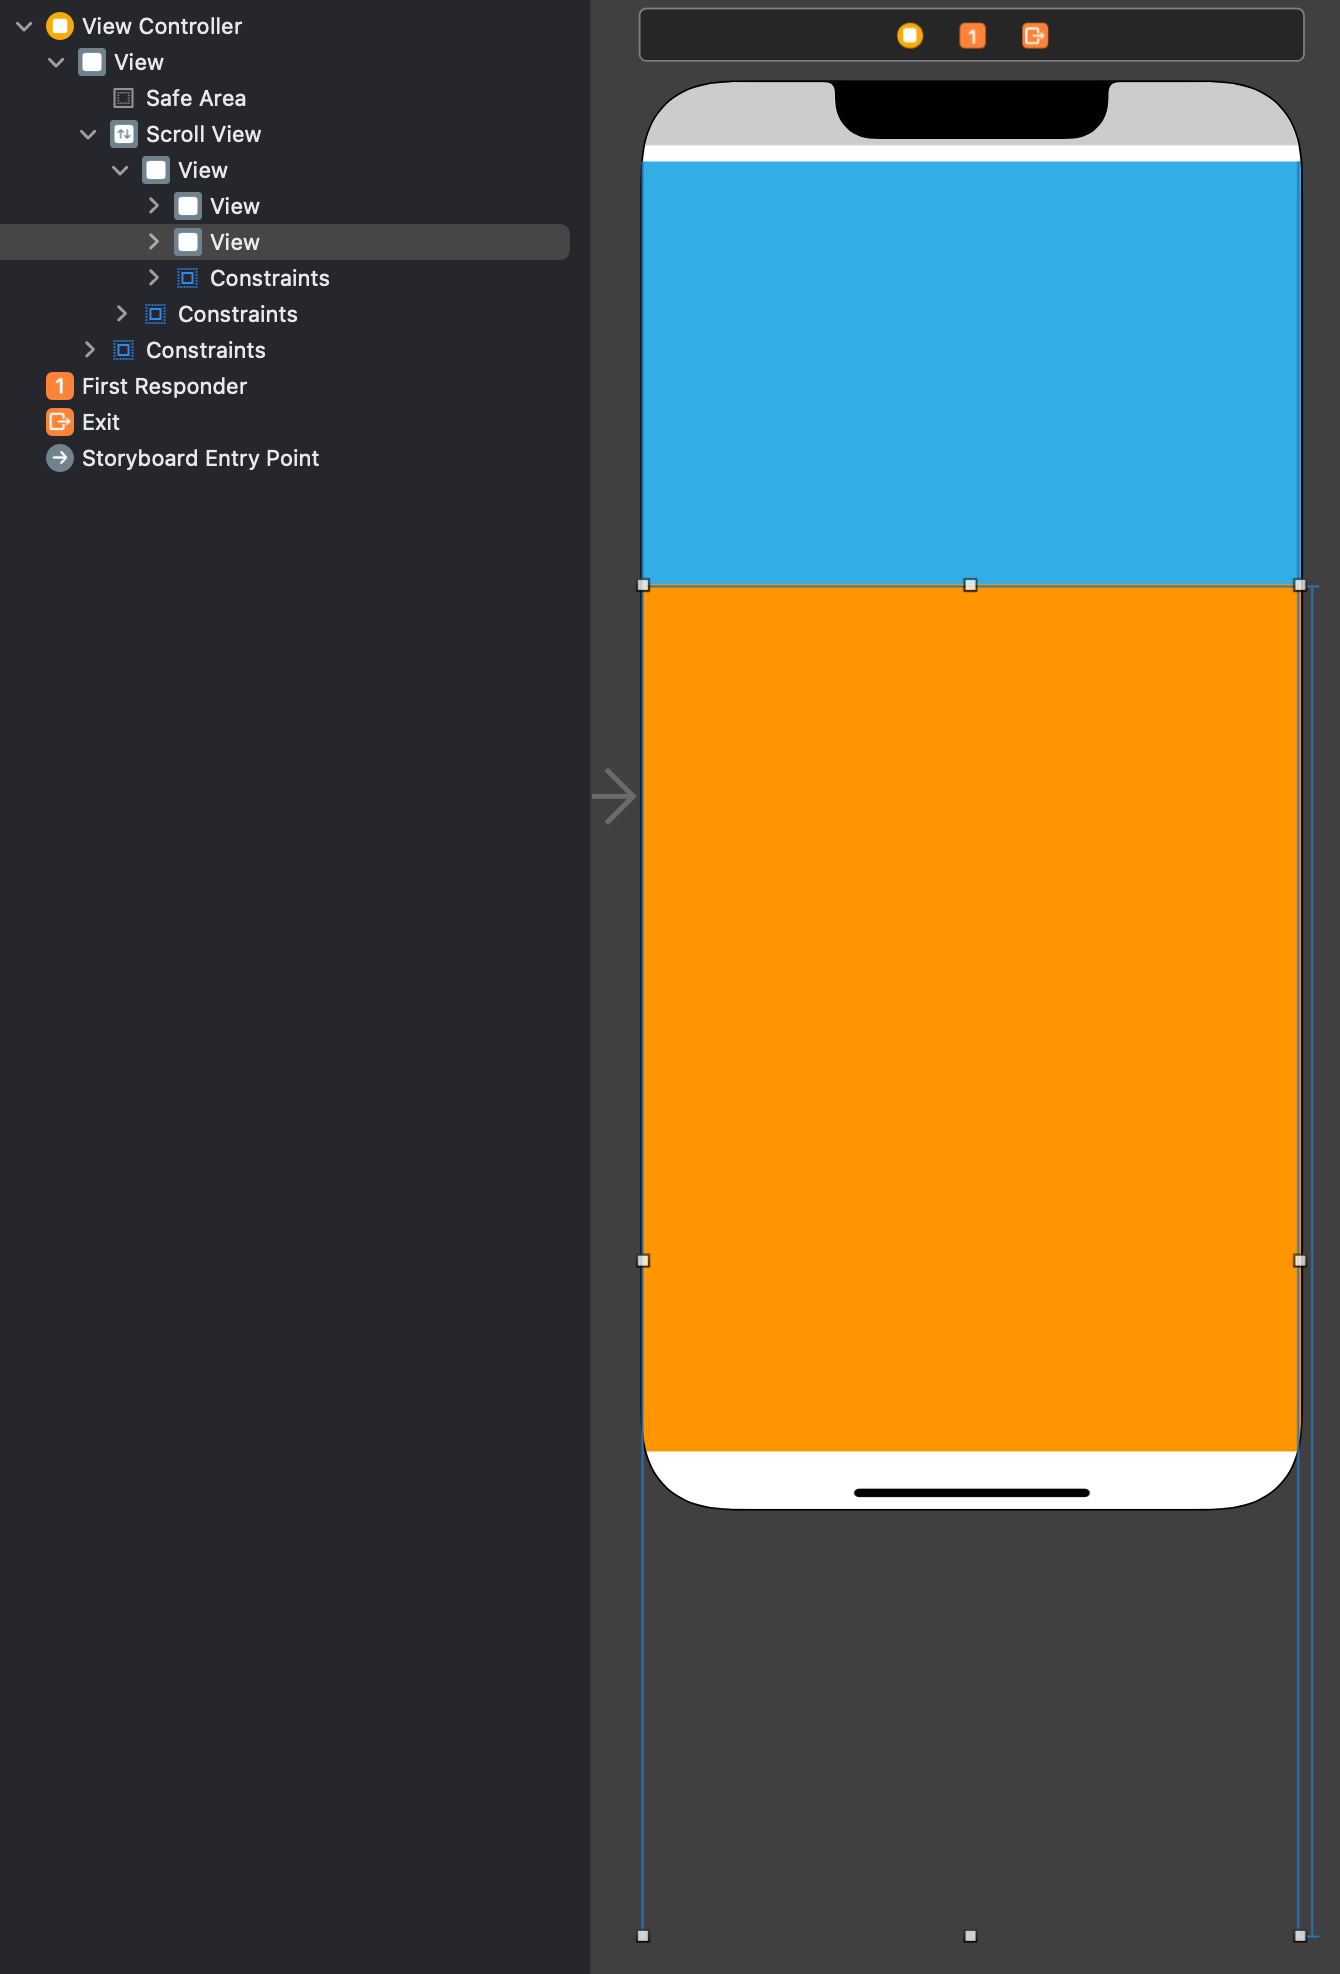 View Controller
View
Safe Area
Scroll View
View
View
View
Constraints
Constraints
Constraints
1 First Responder
Exit
Storyboard Entry Point
1